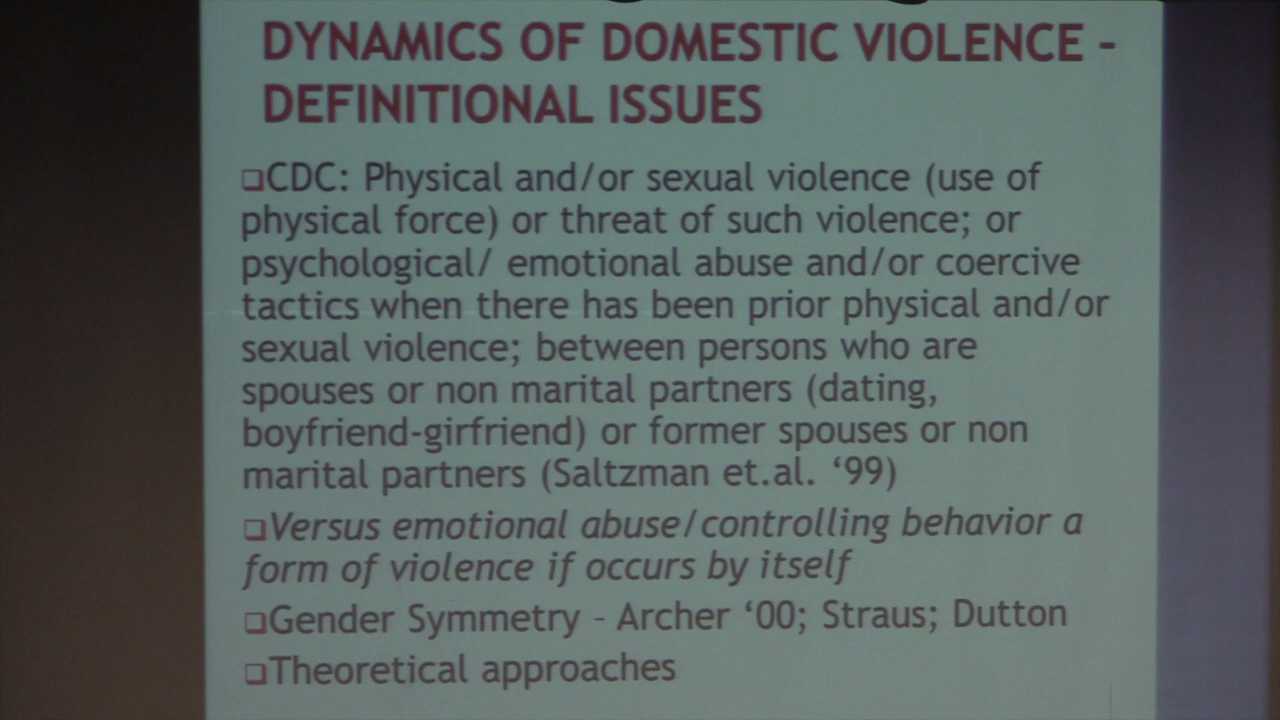 DYNAMICS OF DOMESTIC VIOLENCE -
DEFINITIONAL ISSUES
❑CDC: Physical and/or sexual violence (use of
physical force) or threat of such violence; or
psychological/ emotional abuse and/or coercive
tactics when there has been prior physical and/or
sexual violence; between persons who are
spouses or non marital partners (dating,
boyfriend-girfriend) or former spouses or non
marital partners (Saltzman et.al. ‘99)
❑Versus emotional abuse/controlling behavior a
form of violence if occurs by itself
❑Gender Symmetry – Archer ‘00; Straus; Dutton
❑Theoretical approaches